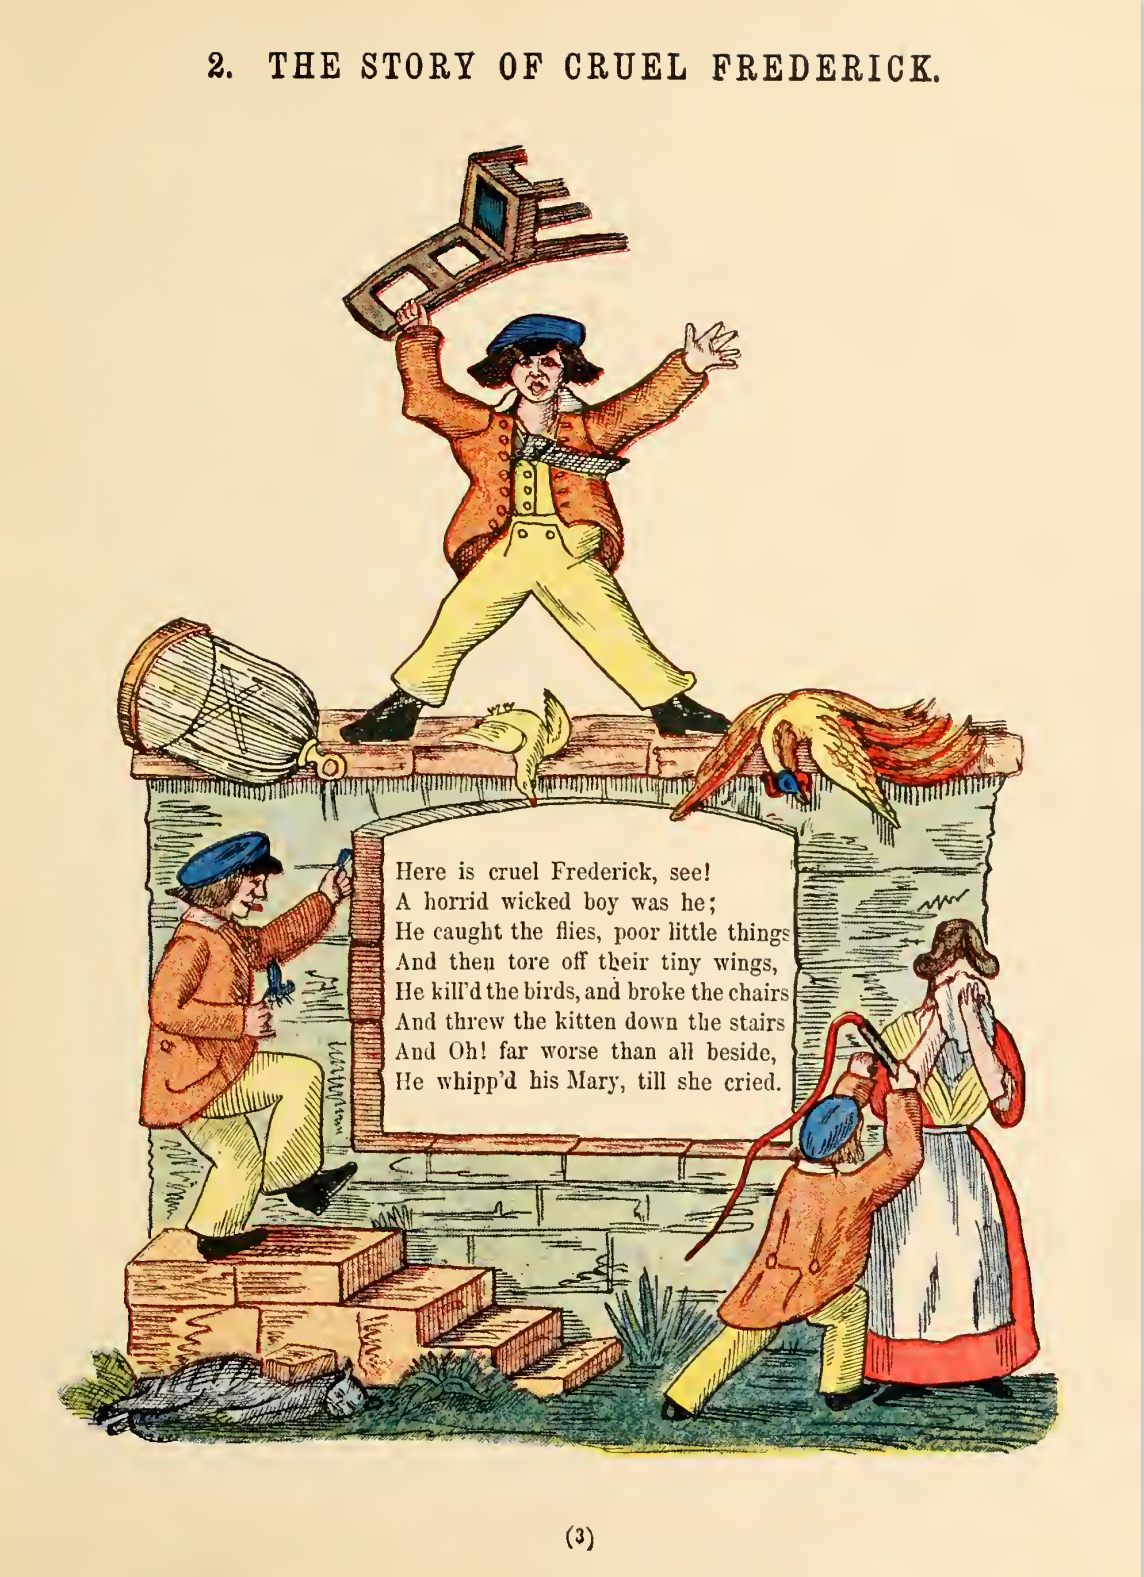 2. THE STORY OF CRUEL FREDERICK.
Here is cruel Frederick, see!
A horrid wicked boy was he;
He caught the flies, poor little things
And then tore off their tiny wings,
He kill'd the birds, and broke the chairs
And threw the kitten down the stairs
And Oh! far worse than all beside,
He whipp'd his Mary, till she cried.
(3)